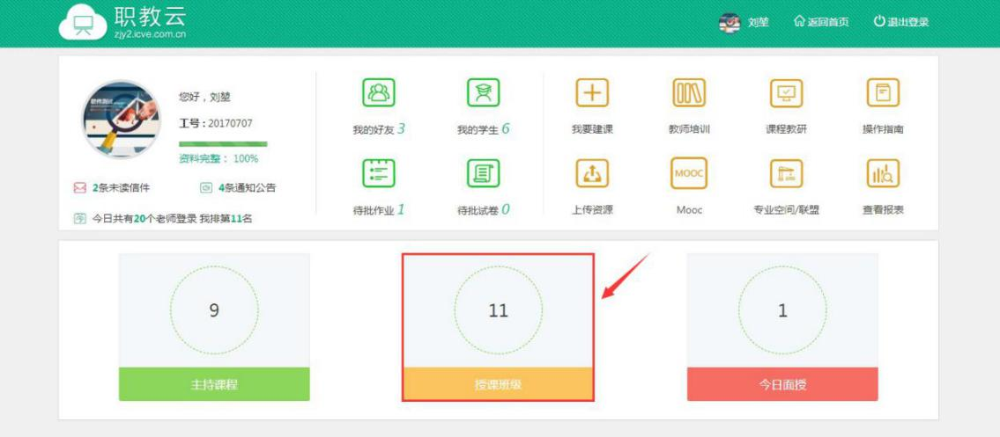 职教云
zjy2.icve.com.cn
刘堃 返回首页 退出登录
您好，刘堃
工号：20170707
资料完整： 100%
2条未读信件 4条通知公告
今日共有20个老师登录 我排第11名
我的好友 3 我的学生 6 我要建课 教师培训 课程教研 操作指南
MOOC
待批作业 1 待批试卷 0 上传资源 Mooc 专业空间/联盟 查看报表
9 11 1
主持课程 授课班级 今日面授